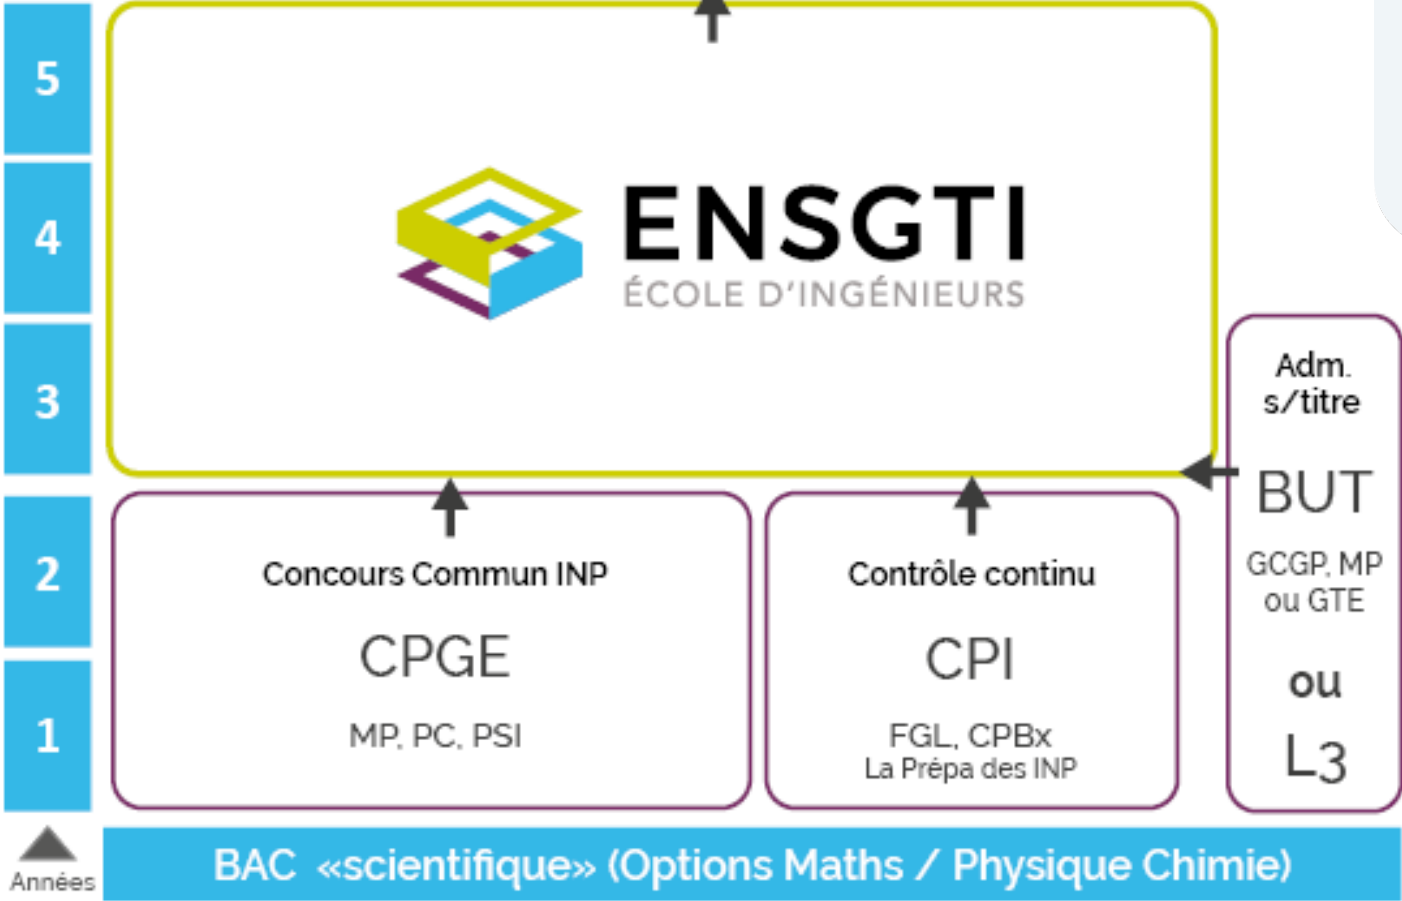 5
4
3
2
1
Années
ENSGTI
ÉCOLE D'INGÉNIEURS
Concours Commun INP
CPGE
MP, PC, PSI
Contrôle continu
CPI
FGL, CPBx
La Prépa des INP
Adm.
s/titre
BUT
GCGP, MP
ou GTE
ou
L3
BAC «scientifique» (Options Maths / Physique Chimie)